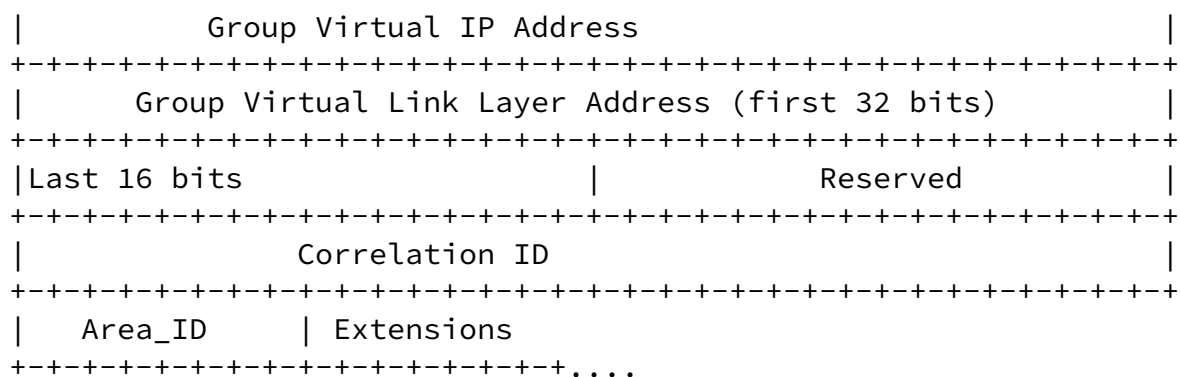 |          Group Virtual IP Address                             |
+-+-+-+-+-+-+-+-+-+-+-+-+-+-+-+-+-+-+-+-+-+-+-+-+-+-+-+-+-+-+-+-+
|      Group Virtual Link Layer Address (first 32 bits)         |
+-+-+-+-+-+-+-+-+-+-+-+-+-+-+-+-+-+-+-+-+-+-+-+-+-+-+-+-+-+-+-+-+
|Last 16 bits                   |            Reserved           |
+-+-+-+-+-+-+-+-+-+-+-+-+-+-+-+-+-+-+-+-+-+-+-+-+-+-+-+-+-+-+-+-+
|               Correlation ID                                  |
+-+-+-+-+-+-+-+-+-+-+-+-+-+-+-+-+-+-+-+-+-+-+-+-+-+-+-+-+-+-+-+-+
|   Area_ID     | Extensions
+-+-+-+-+-+-+-+-+-+-+-+-+-+-+-+....